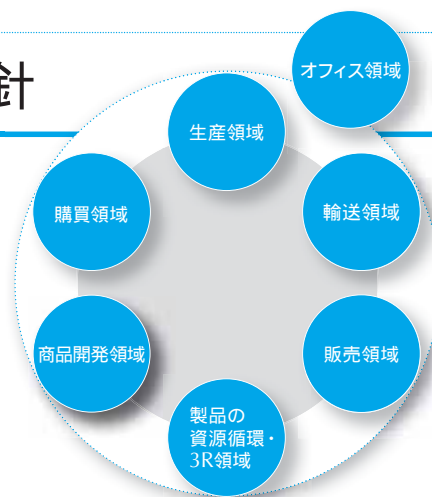 針
オフィス領域
生産領域
購買領域
輸送領域
商品開発領域
販売領域
製品の
資源循環・
3R領域